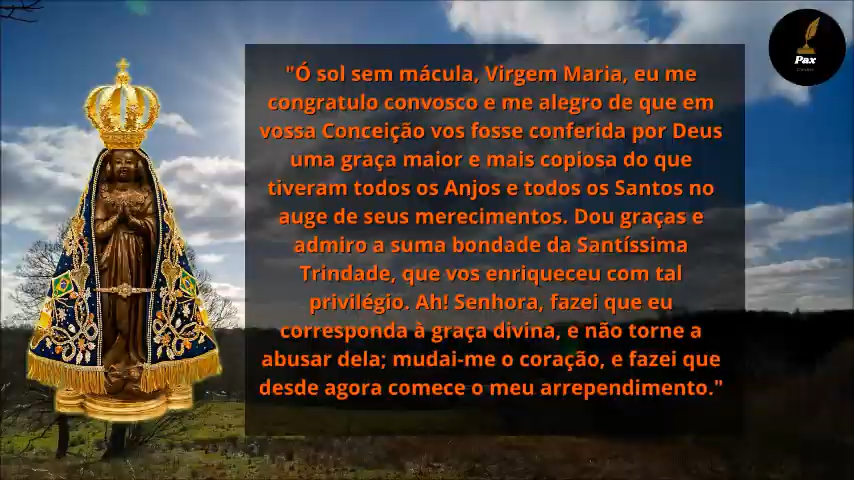 "Ó sol sem mácula, Virgem Maria, eu me
congratulo convosco e me alegro de que em
vossa Conceição vos fosse conferida por Deus
uma graça maior e mais copiosa do que
tiveram todos os Anjos e todos os Santos no
auge de seus merecimentos. Dou graças e
admiro a suma bondade da Santíssima
Trindade, que vos enriqueceu com tal
privilégio. Ah! Senhora, fazei que eu
corresponda à graça divina, e não torne a
abusar dela; mudai-me o coração, e fazei que
desde agora comece o meu arrependimento."
Pax